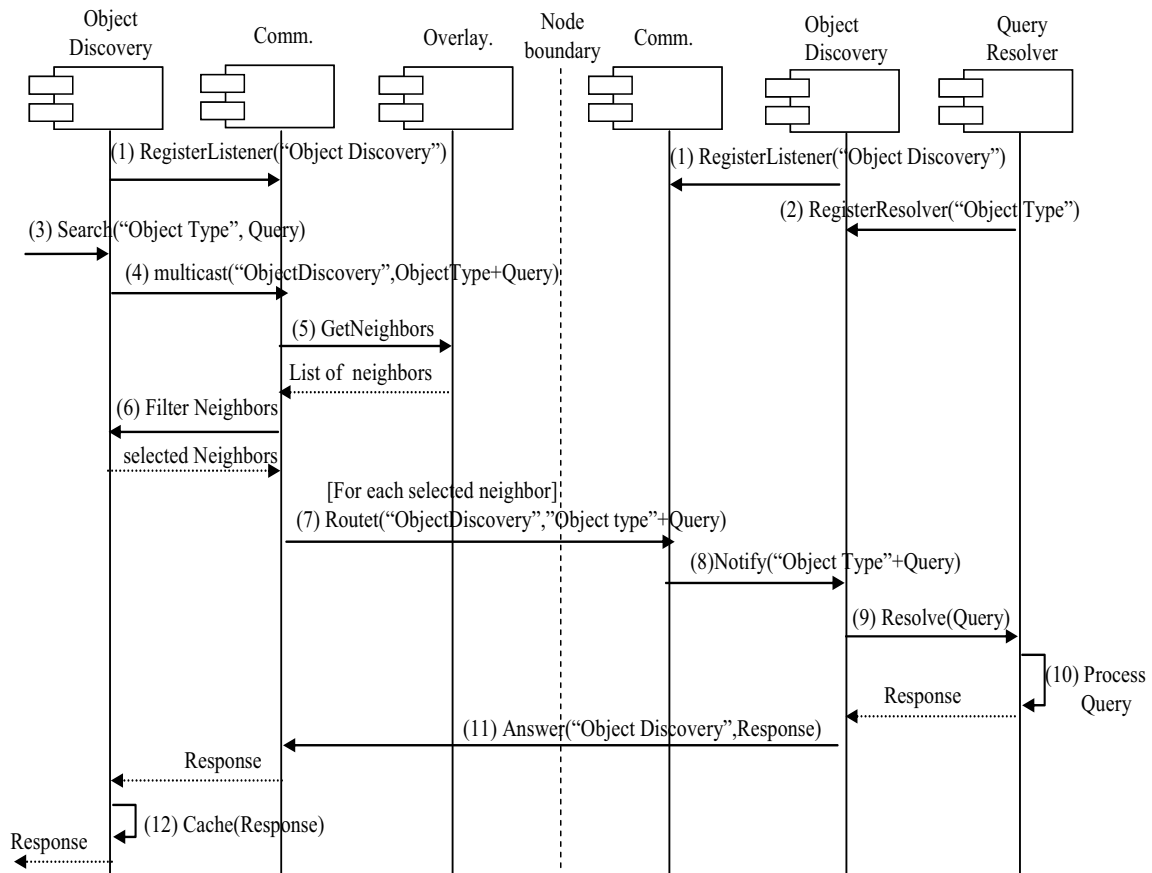 Object
Discovery
Comm.
Overlay.
Node
boundary
Comm.
Object
Discovery
Query
Resolver
(1) RegisterListener(“Object Discovery”)
(1) RegisterListener(“Object Discovery”)
(2) RegisterResolver(“Object Type”)
(3) Search(“Object Type”, Query)
(4) multicast(“ObjectDiscovery”,ObjectType+Query)
(5) GetNeighbors
List of neighbors
(6) Filter Neighbors
selected Neighbors
[For each selected neighbor]
(7) Routet(“ObjectDiscovery”,”Object type”+Query)
(8)Notify(“Object Type”+Query)
(9) Resolve(Query)
(10) Process
Query
Response
(11) Answer(“Object Discovery”,Response)
Response
(12) Cache(Response)
Response